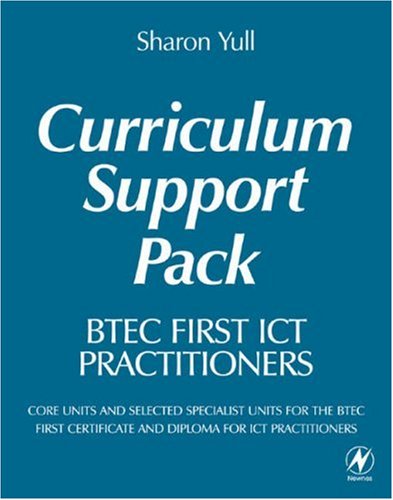 Sharon Yull
Curriculum
Support
Pack
BTEC FIRST ICT
PRACTITIONERS
CORE UNITS AND SELECTED SPECIALIST UNITS FOR THE BTEC
FIRST CERTIFICATE AND DIPLOMA FOR ICT PRACTITIONERS
Newnes